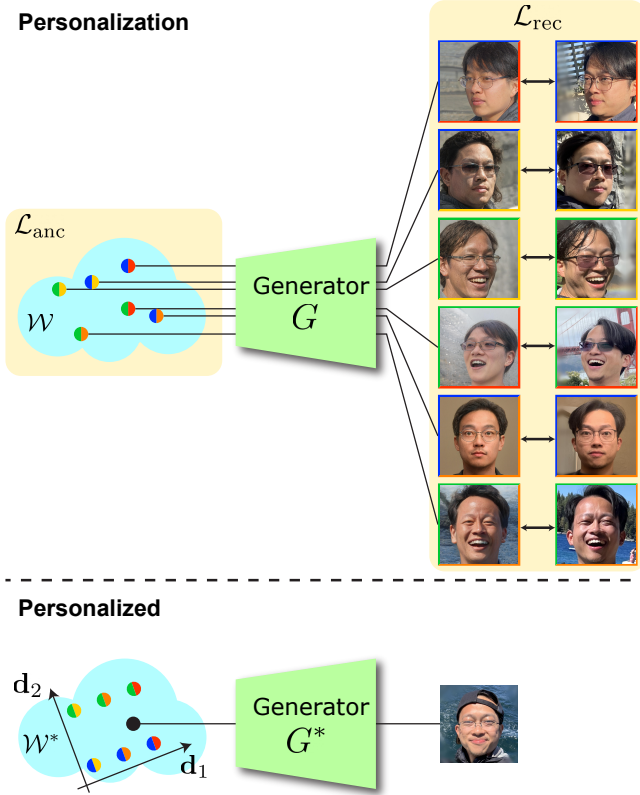 Personalization
ℒrec
ℒanc
𝒲
Generator
G
Personalized
d₂
𝒲*
d₁
Generator
G*